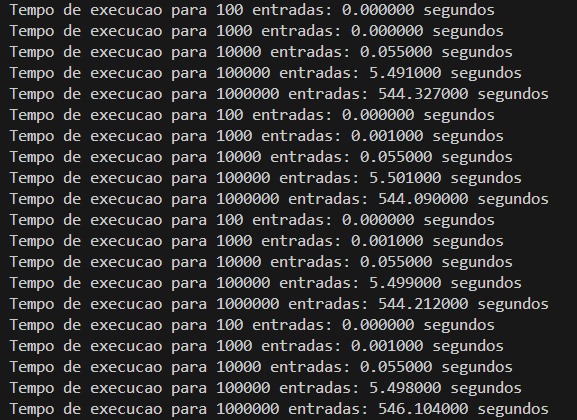 Tempo de execucao para 100 entradas: 0.000000 segundos
Tempo de execucao para 1000 entradas: 0.000000 segundos
Tempo de execucao para 10000 entradas: 0.055000 segundos
Tempo de execucao para 100000 entradas: 5.491000 segundos
Tempo de execucao para 1000000 entradas: 544.327000 segundos
Tempo de execucao para 100 entradas: 0.000000 segundos
Tempo de execucao para 1000 entradas: 0.001000 segundos
Tempo de execucao para 10000 entradas: 0.055000 segundos
Tempo de execucao para 100000 entradas: 5.501000 segundos
Tempo de execucao para 1000000 entradas: 544.090000 segundos
Tempo de execucao para 100 entradas: 0.000000 segundos
Tempo de execucao para 1000 entradas: 0.001000 segundos
Tempo de execucao para 10000 entradas: 0.055000 segundos
Tempo de execucao para 100000 entradas: 5.499000 segundos
Tempo de execucao para 1000000 entradas: 544.212000 segundos
Tempo de execucao para 100 entradas: 0.000000 segundos
Tempo de execucao para 1000 entradas: 0.001000 segundos
Tempo de execucao para 10000 entradas: 0.055000 segundos
Tempo de execucao para 100000 entradas: 5.498000 segundos
Tempo de execucao para 1000000 entradas: 546.104000 segundos